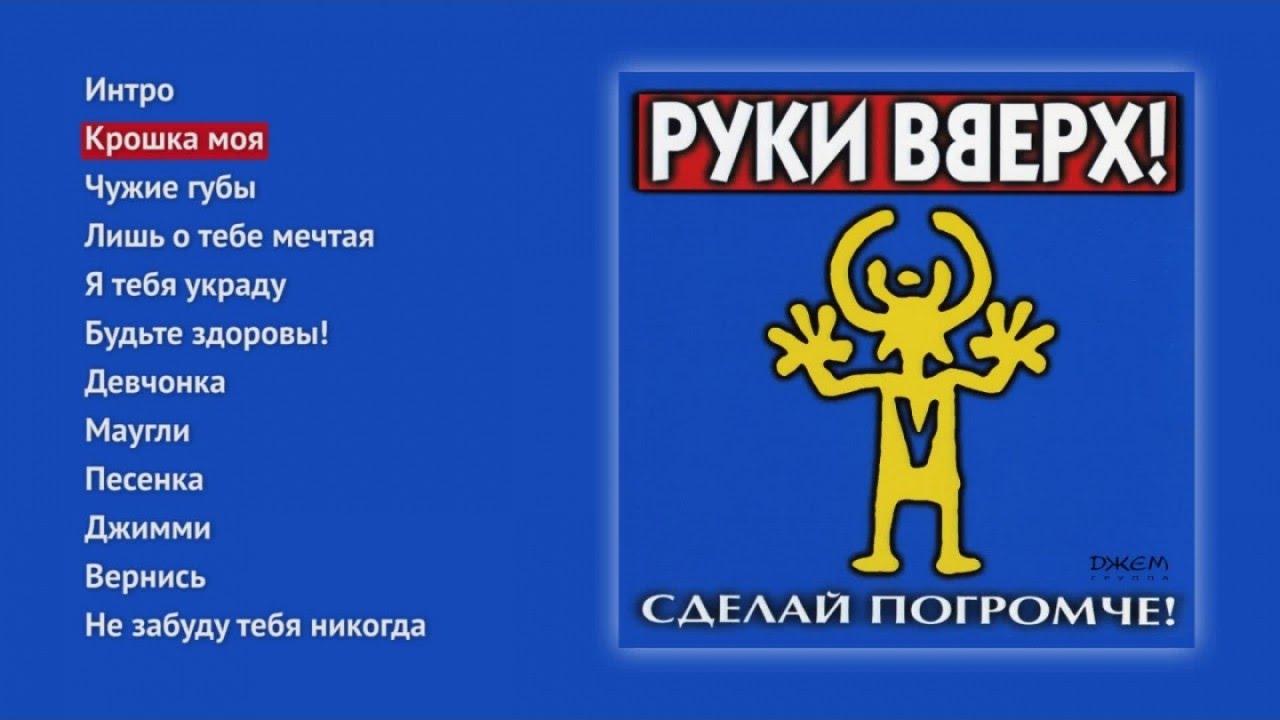 Интро
Крошка моя
Чужие губы
Лишь о тебе мечтая
Я тебя украду
Будьте здоровы!
Девчонка
Маугли
Песенка
Джимми
Вернись
Не забуду тебя никогда
РУКИ ВВЕРХ!
ДЖЕМ
ГРУППА
СДЕЛАЙ ПОГРОМЧЕ!